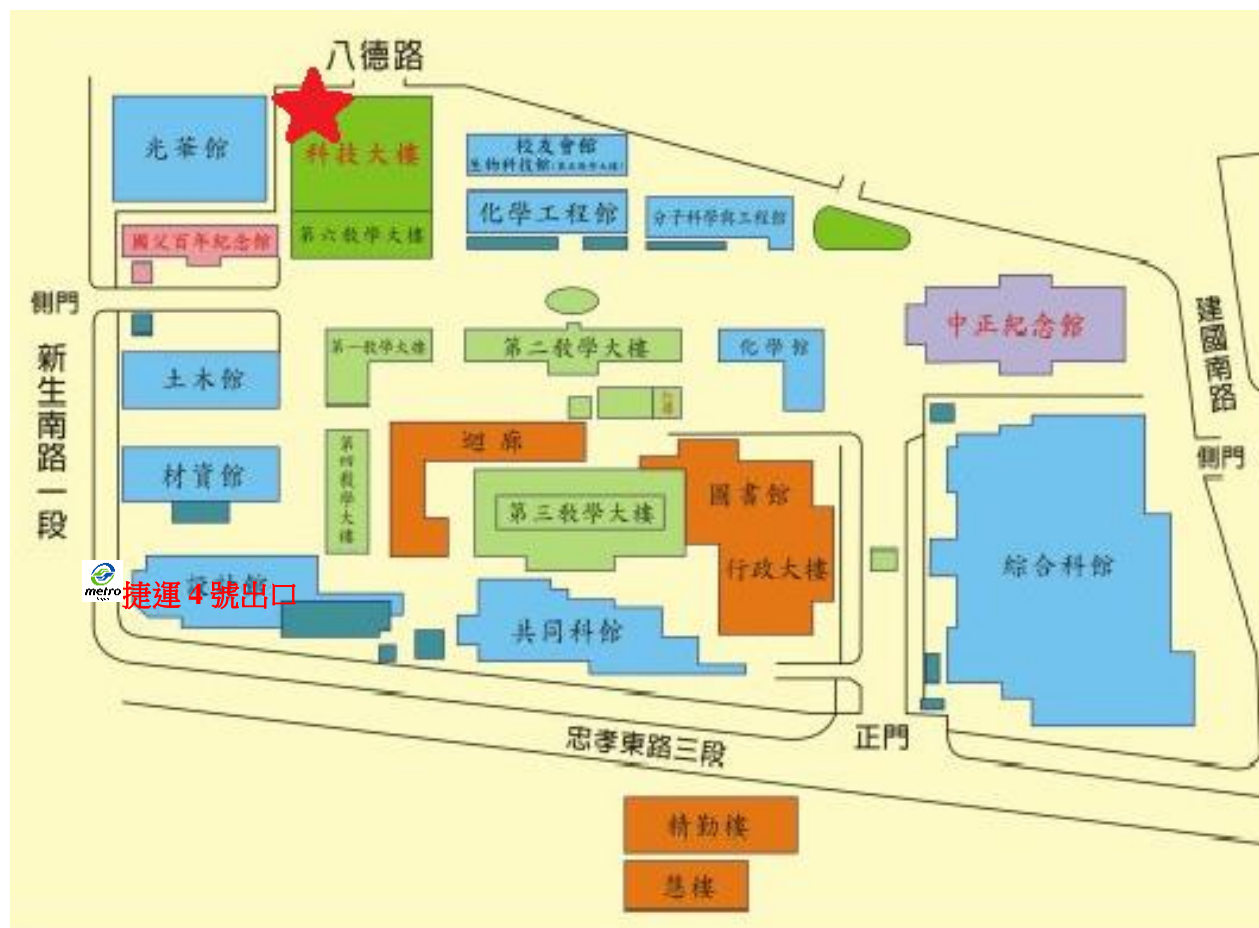 八德路
光華館
科技大樓
校友會館
生物科技館
化學工程館
分子科學與工程館
國父百年紀念館
第六教學大樓
側門
新生南路一段
土木館
第一教學大樓
第二教學大樓
化學館
中正紀念館
建國南路
側門
材資館
第四教學大樓
迴廊
第三教學大樓
圖書館
行政大樓
綜合科館
metro
捷運 4 號出口
共同科館
忠孝東路三段
正門
精勤樓
慧樓